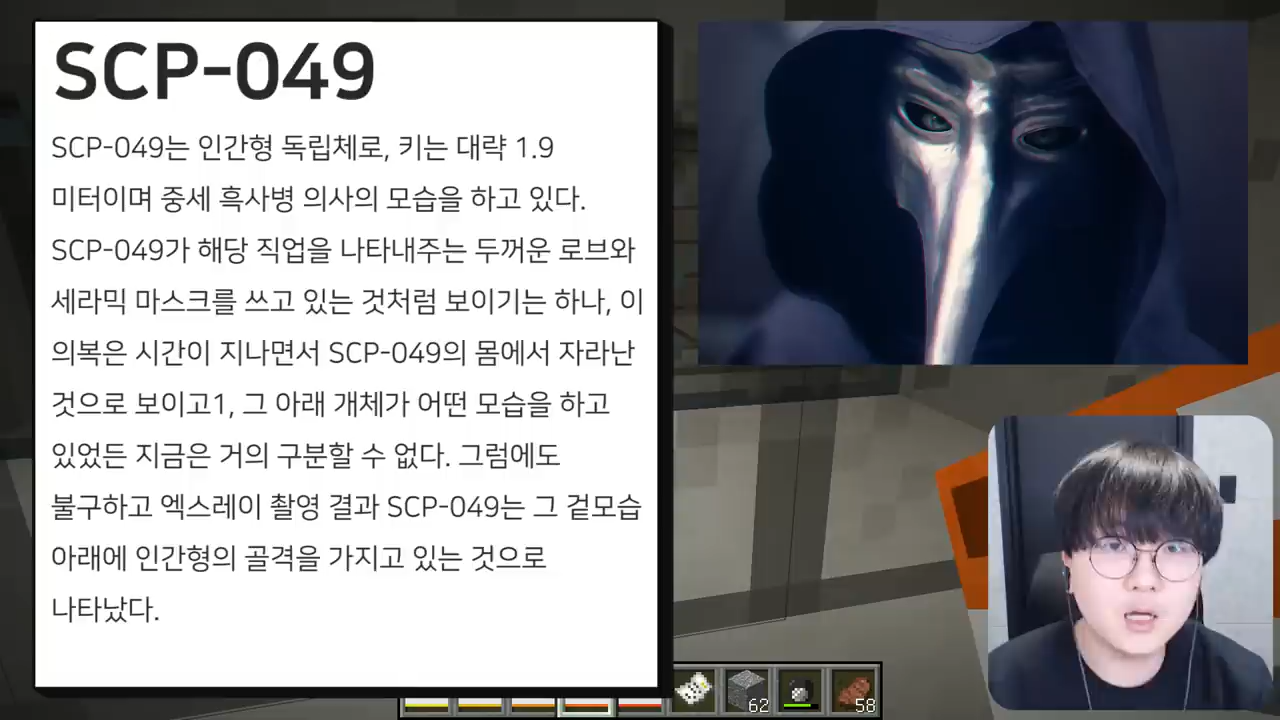 SCP-049
SCP-049는 인간형 독립체로, 키는 대략 1.9
미터이며 중세 흑사병 의사의 모습을 하고 있다.
SCP-049가 해당 직업을 나타내주는 두꺼운 로브와
세라믹 마스크를 쓰고 있는 것처럼 보이기는 하나, 이
의복은 시간이 지나면서 SCP-049의 몸에서 자라난
것으로 보이고1, 그 아래 개체가 어떤 모습을 하고
있었든 지금은 거의 구분할 수 없다. 그럼에도
불구하고 엑스레이 촬영 결과 SCP-049는 그 겉모습
아래에 인간형의 골격을 가지고 있는 것으로
나타났다.
62
58